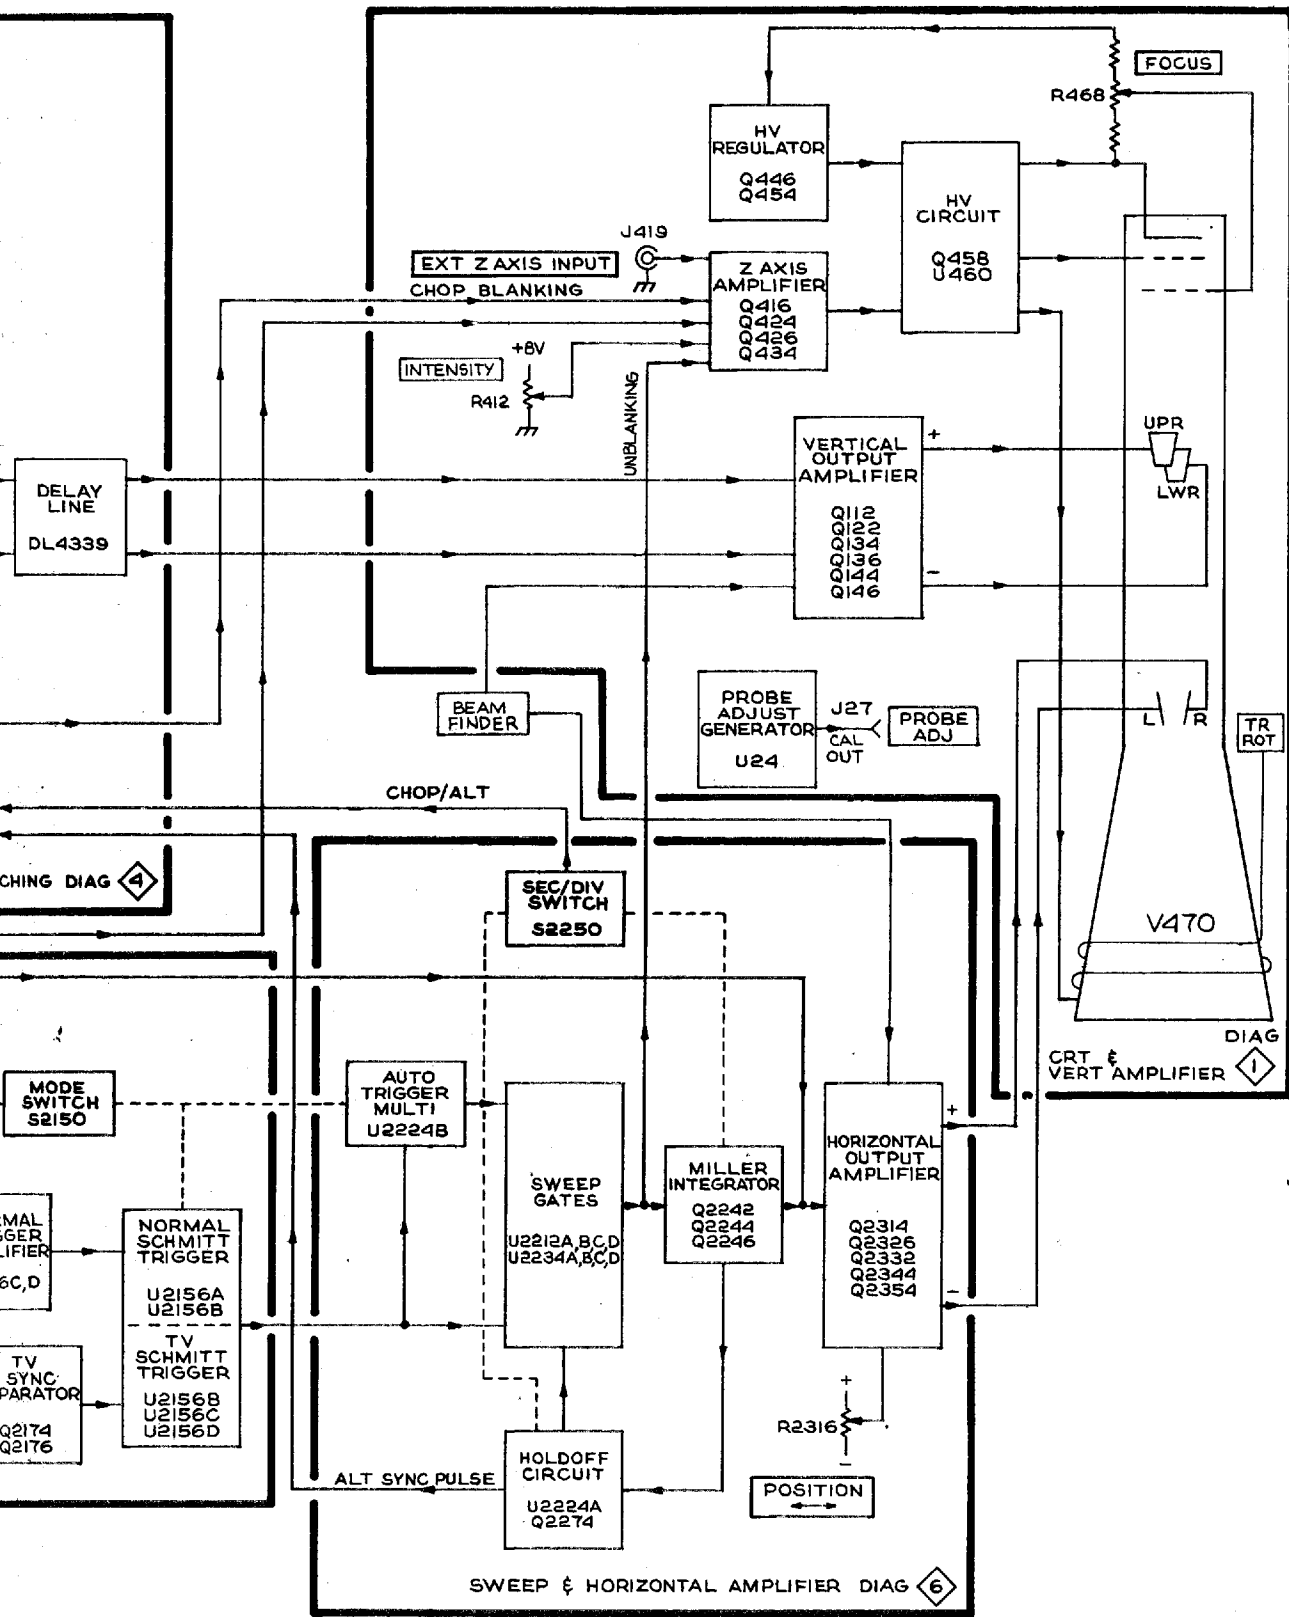 FOCUS
R468
HV
REGULATOR
Q446
Q454
HV
CIRCUIT
Q458
U460
J419
EXT Z AXIS INPUT
Z AXIS
AMPLIFIER
Q416
Q424
Q426
Q434
CHOP BLANKING
+8V
INTENSITY
R412
UNBLANKING
VERTICAL
OUTPUT
AMPLIFIER
Q112
Q122
Q134
Q136
Q144
Q146
+
−
UPR
LWR
DELAY
LINE
DL4339
BEAM
FINDER
PROBE
ADJUST
GENERATOR
U24
J27
CAL
OUT
PROBE
ADJ
L
R
TR
ROT
CHOP/ALT
CHING DIAG 4
SEC/DIV
SWITCH
S2250
V470
DIAG
CRT &
VERT AMPLIFIER 1
MODE
SWITCH
S2150
AUTO
TRIGGER
MULTI
U2224B
SWEEP
GATES
U2212A,B,C,D
U2234A,B,C,D
MILLER
INTEGRATOR
Q2242
Q2244
Q2246
HORIZONTAL
OUTPUT
AMPLIFIER
Q2314
Q2326
Q2332
Q2344
Q2354
+
−
RMAL
GGER
LIFIER
6C,D
NORMAL
SCHMITT
TRIGGER
U2156A
U2156B
TV
SCHMITT
TRIGGER
U2156B
U2156C
U2156D
TV
SYNC
PARATOR
Q2174
Q2176
+
R2316
−
POSITION
HOLDOFF
CIRCUIT
U2224A
Q2274
ALT SYNC PULSE
SWEEP & HORIZONTAL AMPLIFIER DIAG 6